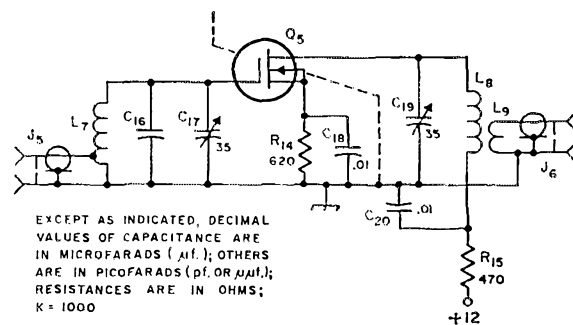 Q5
L8
L7
C16
C17
35
C19
35
L9
J5
R14
620
C18
.01
J6
C20
.01
EXCEPT AS INDICATED, DECIMAL
VALUES OF CAPACITANCE ARE
IN MICROFARADS ( µf.); OTHERS
ARE IN PICOFARADS (pf. OR µµf.);
RESISTANCES ARE IN OHMS;
K = 1000
R15
470
+12